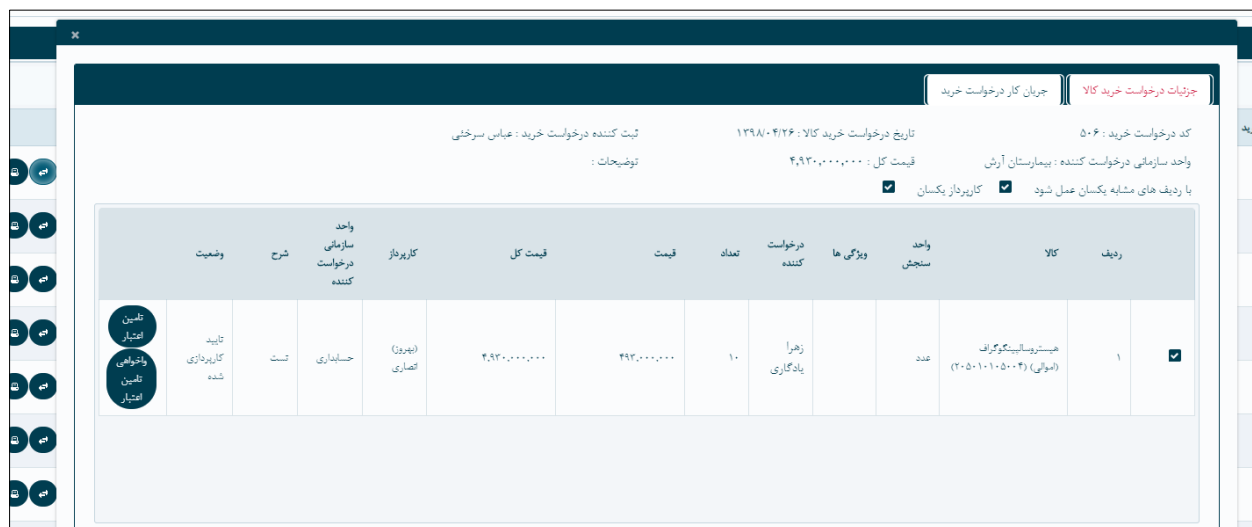 ×
جزئیات درخواست خرید کالا
جریان کار درخواست خرید
کد درخواست خرید : ۵۰۶
تاریخ درخواست خرید کالا : ۱۳۹۸/۰۴/۲۶
ثبت کننده درخواست خرید : عباس سرخئی
واحد سازمانی درخواست کننده : بیمارستان آرش
قیمت کل : ۴,۹۳۰,۰۰۰,۰۰۰
توضیحات :
با ردیف های مشابه یکسان عمل شود
کارپرداز یکسان
ردیف
کالا
واحد
سنجش
ویژگی ها
درخواست
کننده
تعداد
قیمت
قیمت کل
کارپرداز
واحد
سازمانی
درخواست
کننده
شرح
وضعیت
۱
هیستروسالپینگوگراف
(اموالی) (۲۰۵۰۱۰۱۰۵۰۰۴)
عدد
زهرا
یادگاری
۱۰
۴۹۳,۰۰۰,۰۰۰
۴,۹۳۰,۰۰۰,۰۰۰
(بهروز)
انصاری
حسابداری
تست
تایید
کارپردازی
شده
تامین
اعتبار
واخواهی
تامین
اعتبار